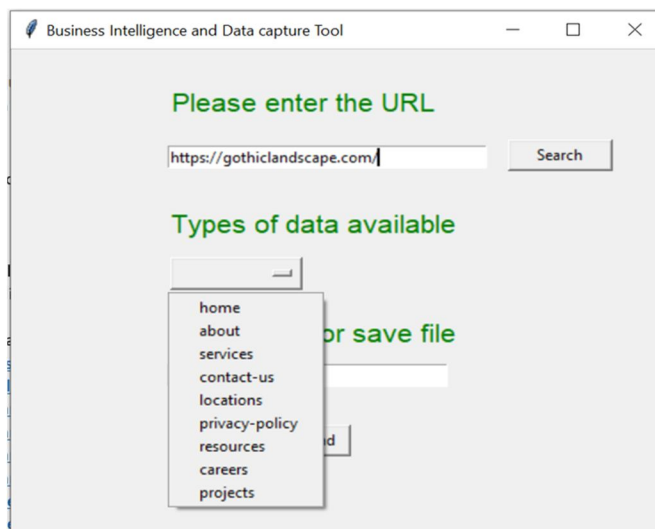 Business Intelligence and Data capture Tool
Please enter the URL
https://gothiclandscape.com/
Search
Types of data available
home
about
or save file
services
contact-us
locations
privacy-policy
resources
careers
projects